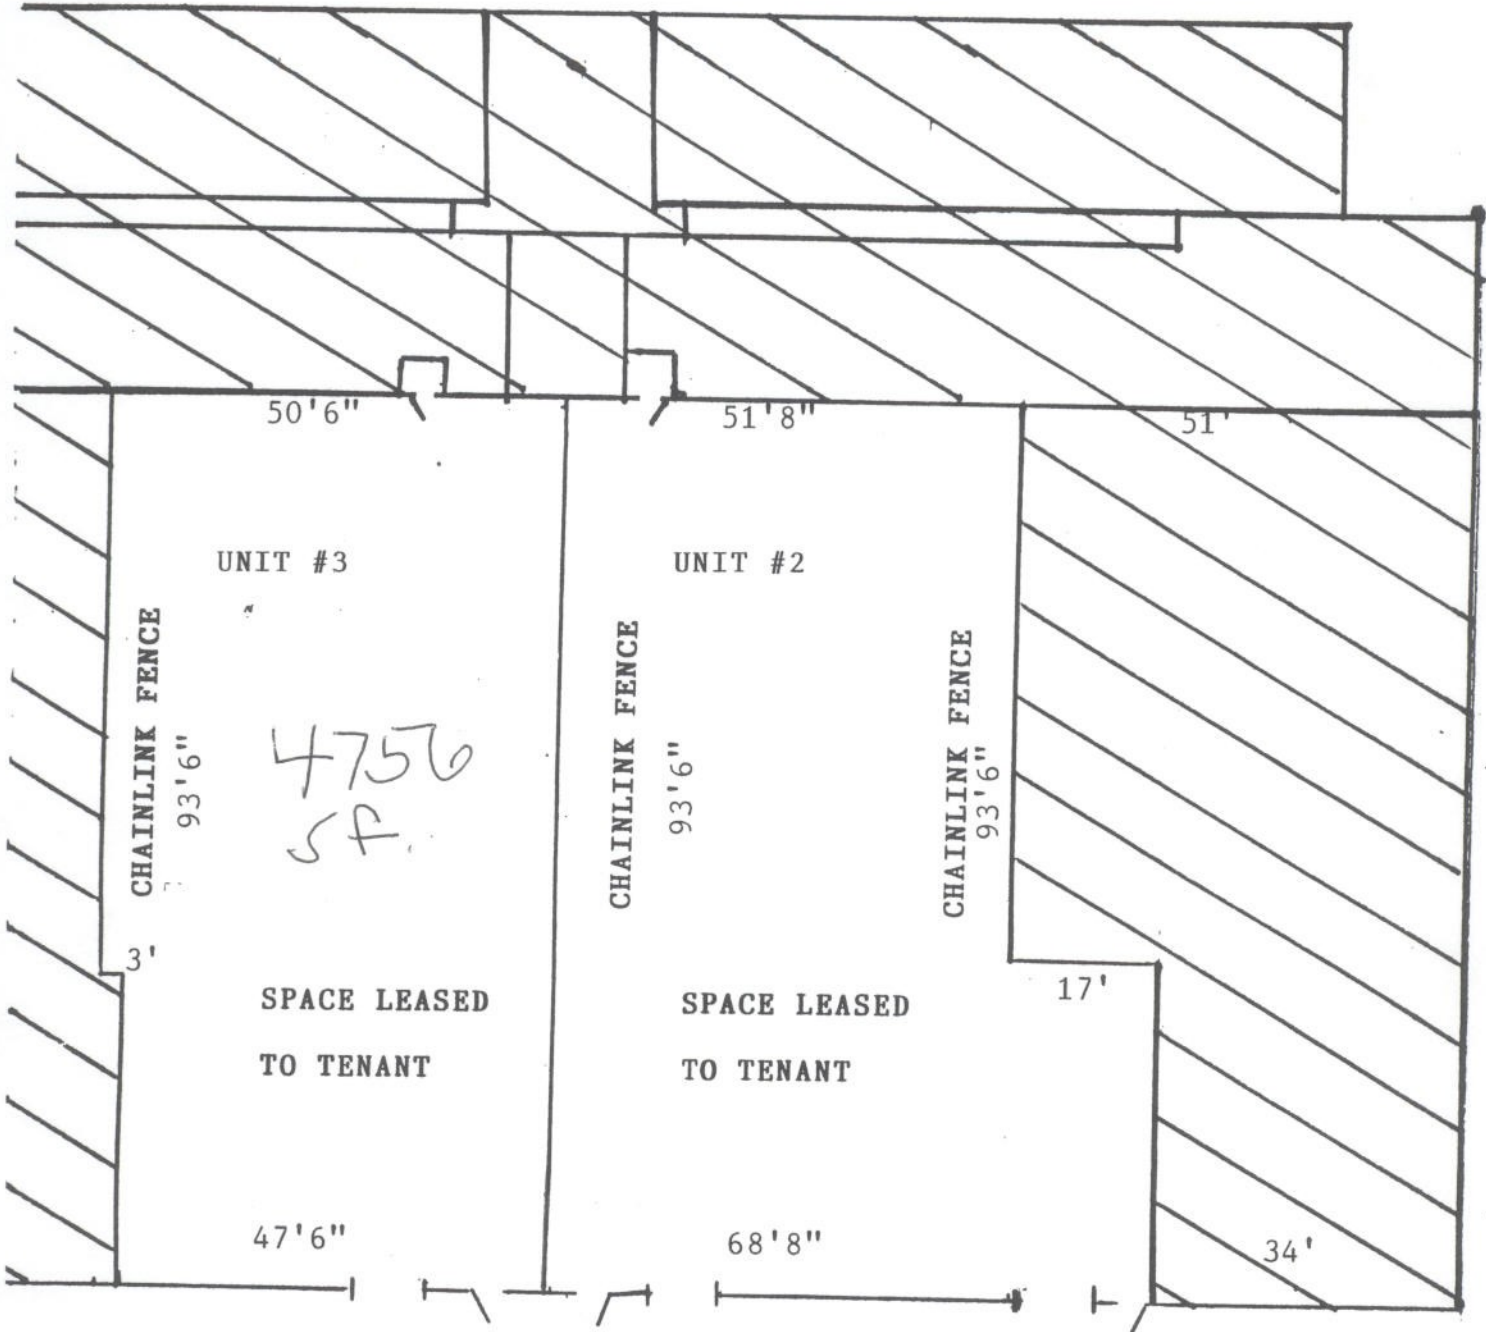 50'6"
51'8"
51'
UNIT #3
UNIT #2
CHAINLINK FENCE
93'6"
4756
sf.
CHAINLINK FENCE
93'6"
CHAINLINK FENCE
93'6"
3'
17'
SPACE LEASED
TO TENANT
SPACE LEASED
TO TENANT
47'6"
68'8"
34'